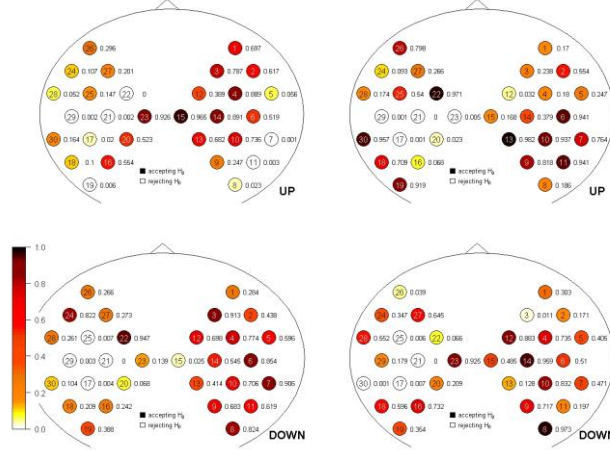 26 0.296 1 0.697
24 0.107 27 0.281 3 0.787 2 0.617
28 0.052 25 0.147 22 0 12 0.389 4 0.889 5 0.056
29 0.002 21 0.002 23 0.926 15 0.965 14 0.891 6 0.519
30 0.164 17 0.02 20 0.523 13 0.682 10 0.736 7 0.001
18 0.1 16 0.554 9 0.247 11 0.003
accepting H₀
rejecting H₀
19 0.006 8 0.023
UP
26 0.798 1 0.17
24 0.093 27 0.266 3 0.238 2 0.554
28 0.174 25 0.54 22 0.971 12 0.032 4 0.18 5 0.247
29 0.001 21 0 23 0.005 15 0.168 14 0.379 6 0.941
30 0.957 17 0.001 20 0.023 13 0.982 10 0.937 7 0.764
18 0.709 16 0.068 9 0.818 11 0.941
accepting H₀
rejecting H₀
19 0.919 8 0.186
UP
1.0
0.8
0.6
0.4
0.2
0.0
26 0.266 1 0.284
24 0.822 27 0.273 3 0.913 2 0.438
28 0.261 25 0.007 22 0.947 12 0.698 4 0.774 5 0.596
29 0.003 21 0 23 0.139 15 0.025 14 0.545 6 0.854
30 0.104 17 0.004 20 0.068 13 0.414 10 0.706 7 0.906
18 0.209 16 0.242 9 0.683 11 0.619
accepting H₀
rejecting H₀
19 0.388 8 0.824
DOWN
26 0.039 1 0.303
24 0.347 27 0.645 3 0.011 2 0.171
28 0.552 25 0.006 22 0.066 12 0.883 4 0.735 5 0.405
29 0.179 21 0 23 0.925 15 0.485 14 0.959 6 0.51
30 0.001 17 0.007 20 0.209 13 0.128 10 0.832 7 0.471
18 0.596 16 0.732 9 0.717 11 0.197
accepting H₀
rejecting H₀
19 0.354 8 0.973
DOWN